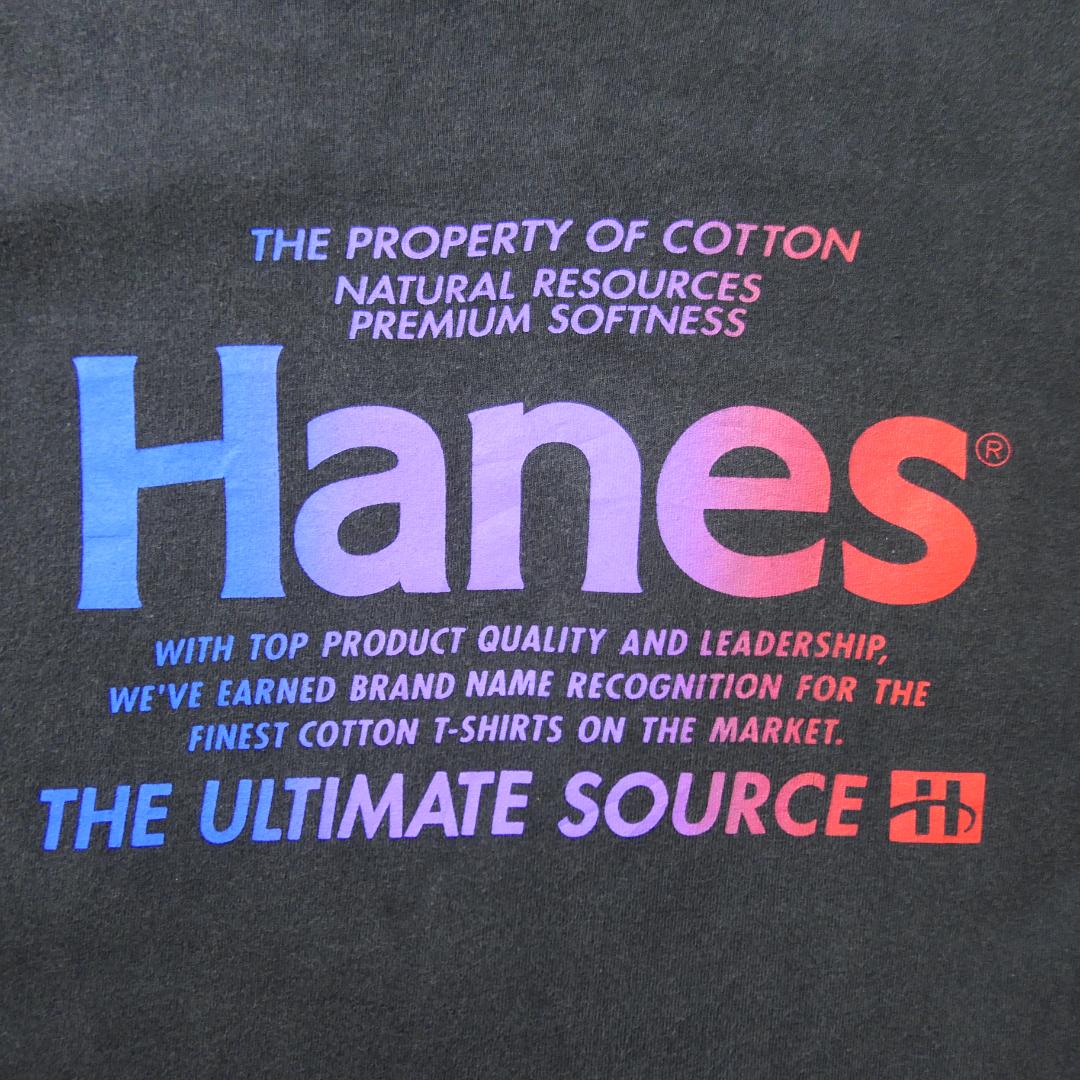 THE PROPERTY OF COTTON
NATURAL RESOURCES
PREMIUM SOFTNESS
Hanes®
WITH TOP PRODUCT QUALITY AND LEADERSHIP,
WE'VE EARNED BRAND NAME RECOGNITION FOR THE
FINEST COTTON T-SHIRTS ON THE MARKET.
THE ULTIMATE SOURCE H